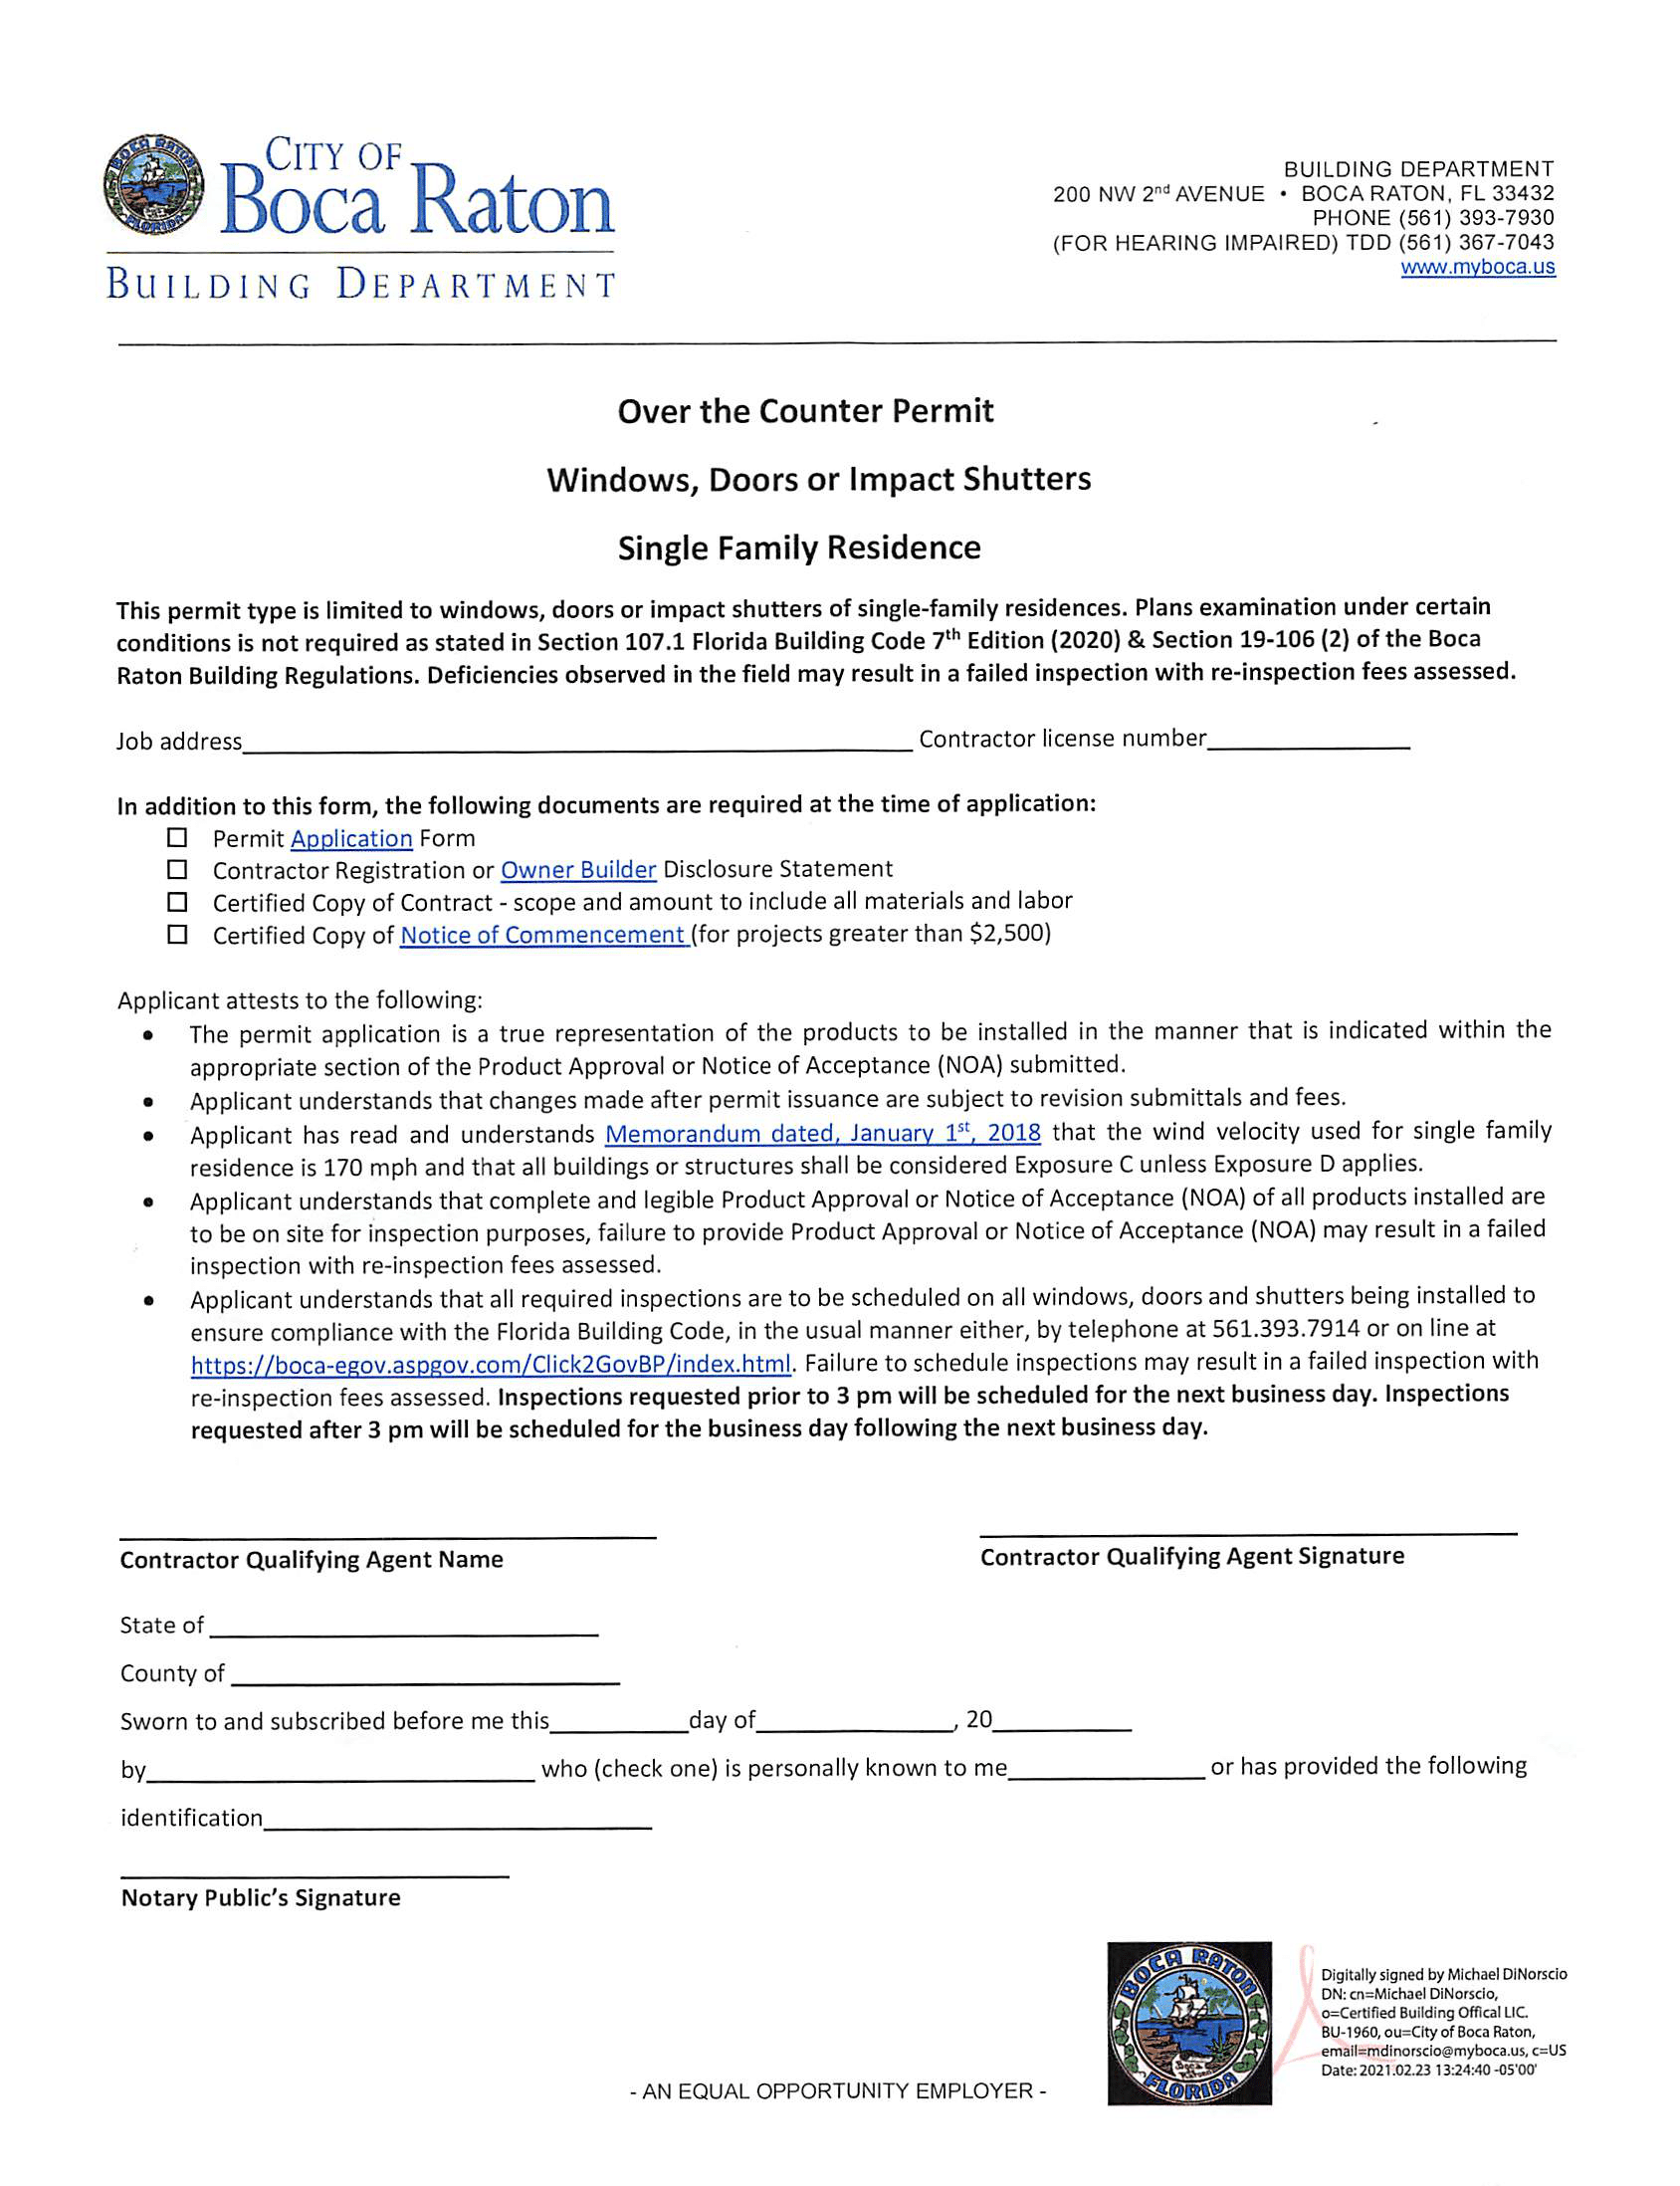 BOCA RATON
FLORIDA
CITY OF
Boca Raton
BUILDING DEPARTMENT
BUILDING DEPARTMENT
200 NW 2nd AVENUE • BOCA RATON, FL 33432
PHONE (561) 393-7930
(FOR HEARING IMPAIRED) TDD (561) 367-7043
www.myboca.us
Over the Counter Permit
Windows, Doors or Impact Shutters
Single Family Residence
This permit type is limited to windows, doors or impact shutters of single-family residences. Plans examination under certain
conditions is not required as stated in Section 107.1 Florida Building Code 7th Edition (2020) & Section 19-106 (2) of the Boca
Raton Building Regulations. Deficiencies observed in the field may result in a failed inspection with re-inspection fees assessed.
Job address____ Contractor license number____
In addition to this form, the following documents are required at the time of application:
☐ Permit Application Form
☐ Contractor Registration or Owner Builder Disclosure Statement
☐ Certified Copy of Contract - scope and amount to include all materials and labor
☐ Certified Copy of Notice of Commencement (for projects greater than $2,500)
Applicant attests to the following:
• The permit application is a true representation of the products to be installed in the manner that is indicated within the
appropriate section of the Product Approval or Notice of Acceptance (NOA) submitted.
• Applicant understands that changes made after permit issuance are subject to revision submittals and fees.
• Applicant has read and understands Memorandum dated, January 1st, 2018 that the wind velocity used for single family
residence is 170 mph and that all buildings or structures shall be considered Exposure C unless Exposure D applies.
• Applicant understands that complete and legible Product Approval or Notice of Acceptance (NOA) of all products installed are
to be on site for inspection purposes, failure to provide Product Approval or Notice of Acceptance (NOA) may result in a failed
inspection with re-inspection fees assessed.
• Applicant understands that all required inspections are to be scheduled on all windows, doors and shutters being installed to
ensure compliance with the Florida Building Code, in the usual manner either, by telephone at 561.393.7914 or on line at
https://boca-egov.aspgov.com/Click2GovBP/index.html. Failure to schedule inspections may result in a failed inspection with
re-inspection fees assessed. Inspections requested prior to 3 pm will be scheduled for the next business day. Inspections
requested after 3 pm will be scheduled for the business day following the next business day.
Contractor Qualifying Agent Name
Contractor Qualifying Agent Signature
State of ____
County of ____
Sworn to and subscribed before me this____day of____, 20____
by____ who (check one) is personally known to me____ or has provided the following
identification____
Notary Public's Signature
BOCA RATON
FLORIDA
Digitally signed by Michael DiNorscio
DN: cn=Michael DiNorscio,
o=Certified Building Offical LIC.
BU-1960, ou=City of Boca Raton,
email=mdinorscio@myboca.us, c=US
Date: 2021.02.23 13:24:40 -05'00'
- AN EQUAL OPPORTUNITY EMPLOYER -